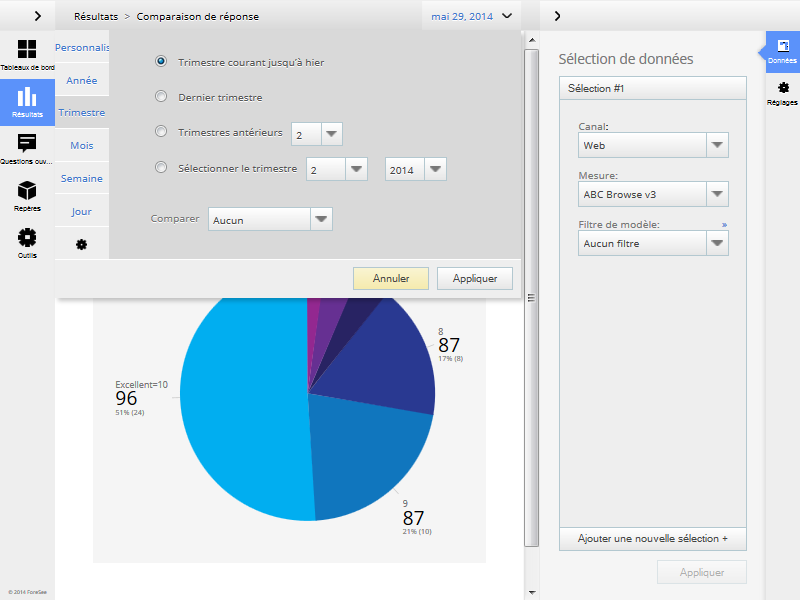 Résultats > Comparaison de réponse
mai 29, 2014
Tableaux de bord
Résultats
Questions ouv...
Repères
Outils
© 2014 ForeSee
Personnalis
Année
Trimestre
Mois
Semaine
Jour
Trimestre courant jusqu'à hier
Dernier trimestre
Trimestres antérieurs 2
Sélectionner le trimestre 2 2014
Comparer Aucun
Annuler Appliquer
8
87
17% (8)
Excellent=10
96
51% (24)
9
87
21% (10)
Sélection de données
Sélection #1
Canal:
Web
Mesure:
ABC Browse v3
Filtre de modèle: »
Aucun filtre
Ajouter une nouvelle sélection +
Appliquer
Données
Réglages